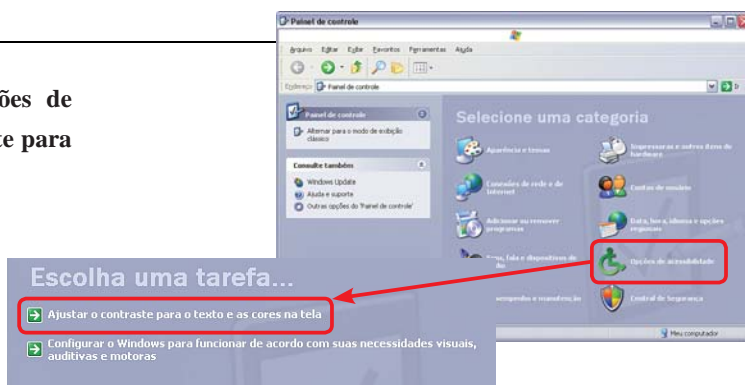 ões de
te para
Painel de controle
Arquivo Editar Exibir Favoritos Ferramentas Ajuda
Endereço Painel de controle
Painel de controle
Alternar para o modo de exibição
clássico
Consulte também
Windows Update
Ajuda e suporte
Outras opções do 'Painel de controle'
Selecione uma categoria
Aparência e temas
Impressoras e outros itens de
hardware
Conexões de rede e de
Internet
Contas de usuário
Adicionar ou remover
programas
Data, hora, idioma e opções
regionais
fala e dispositivos de
Opções de acessibilidade
e manutenção
Central de Segurança
Meu computador
Escolha uma tarefa...
Ajustar o contraste para o texto e as cores na tela
Configurar o Windows para funcionar de acordo com suas necessidades visuais,
auditivas e motoras